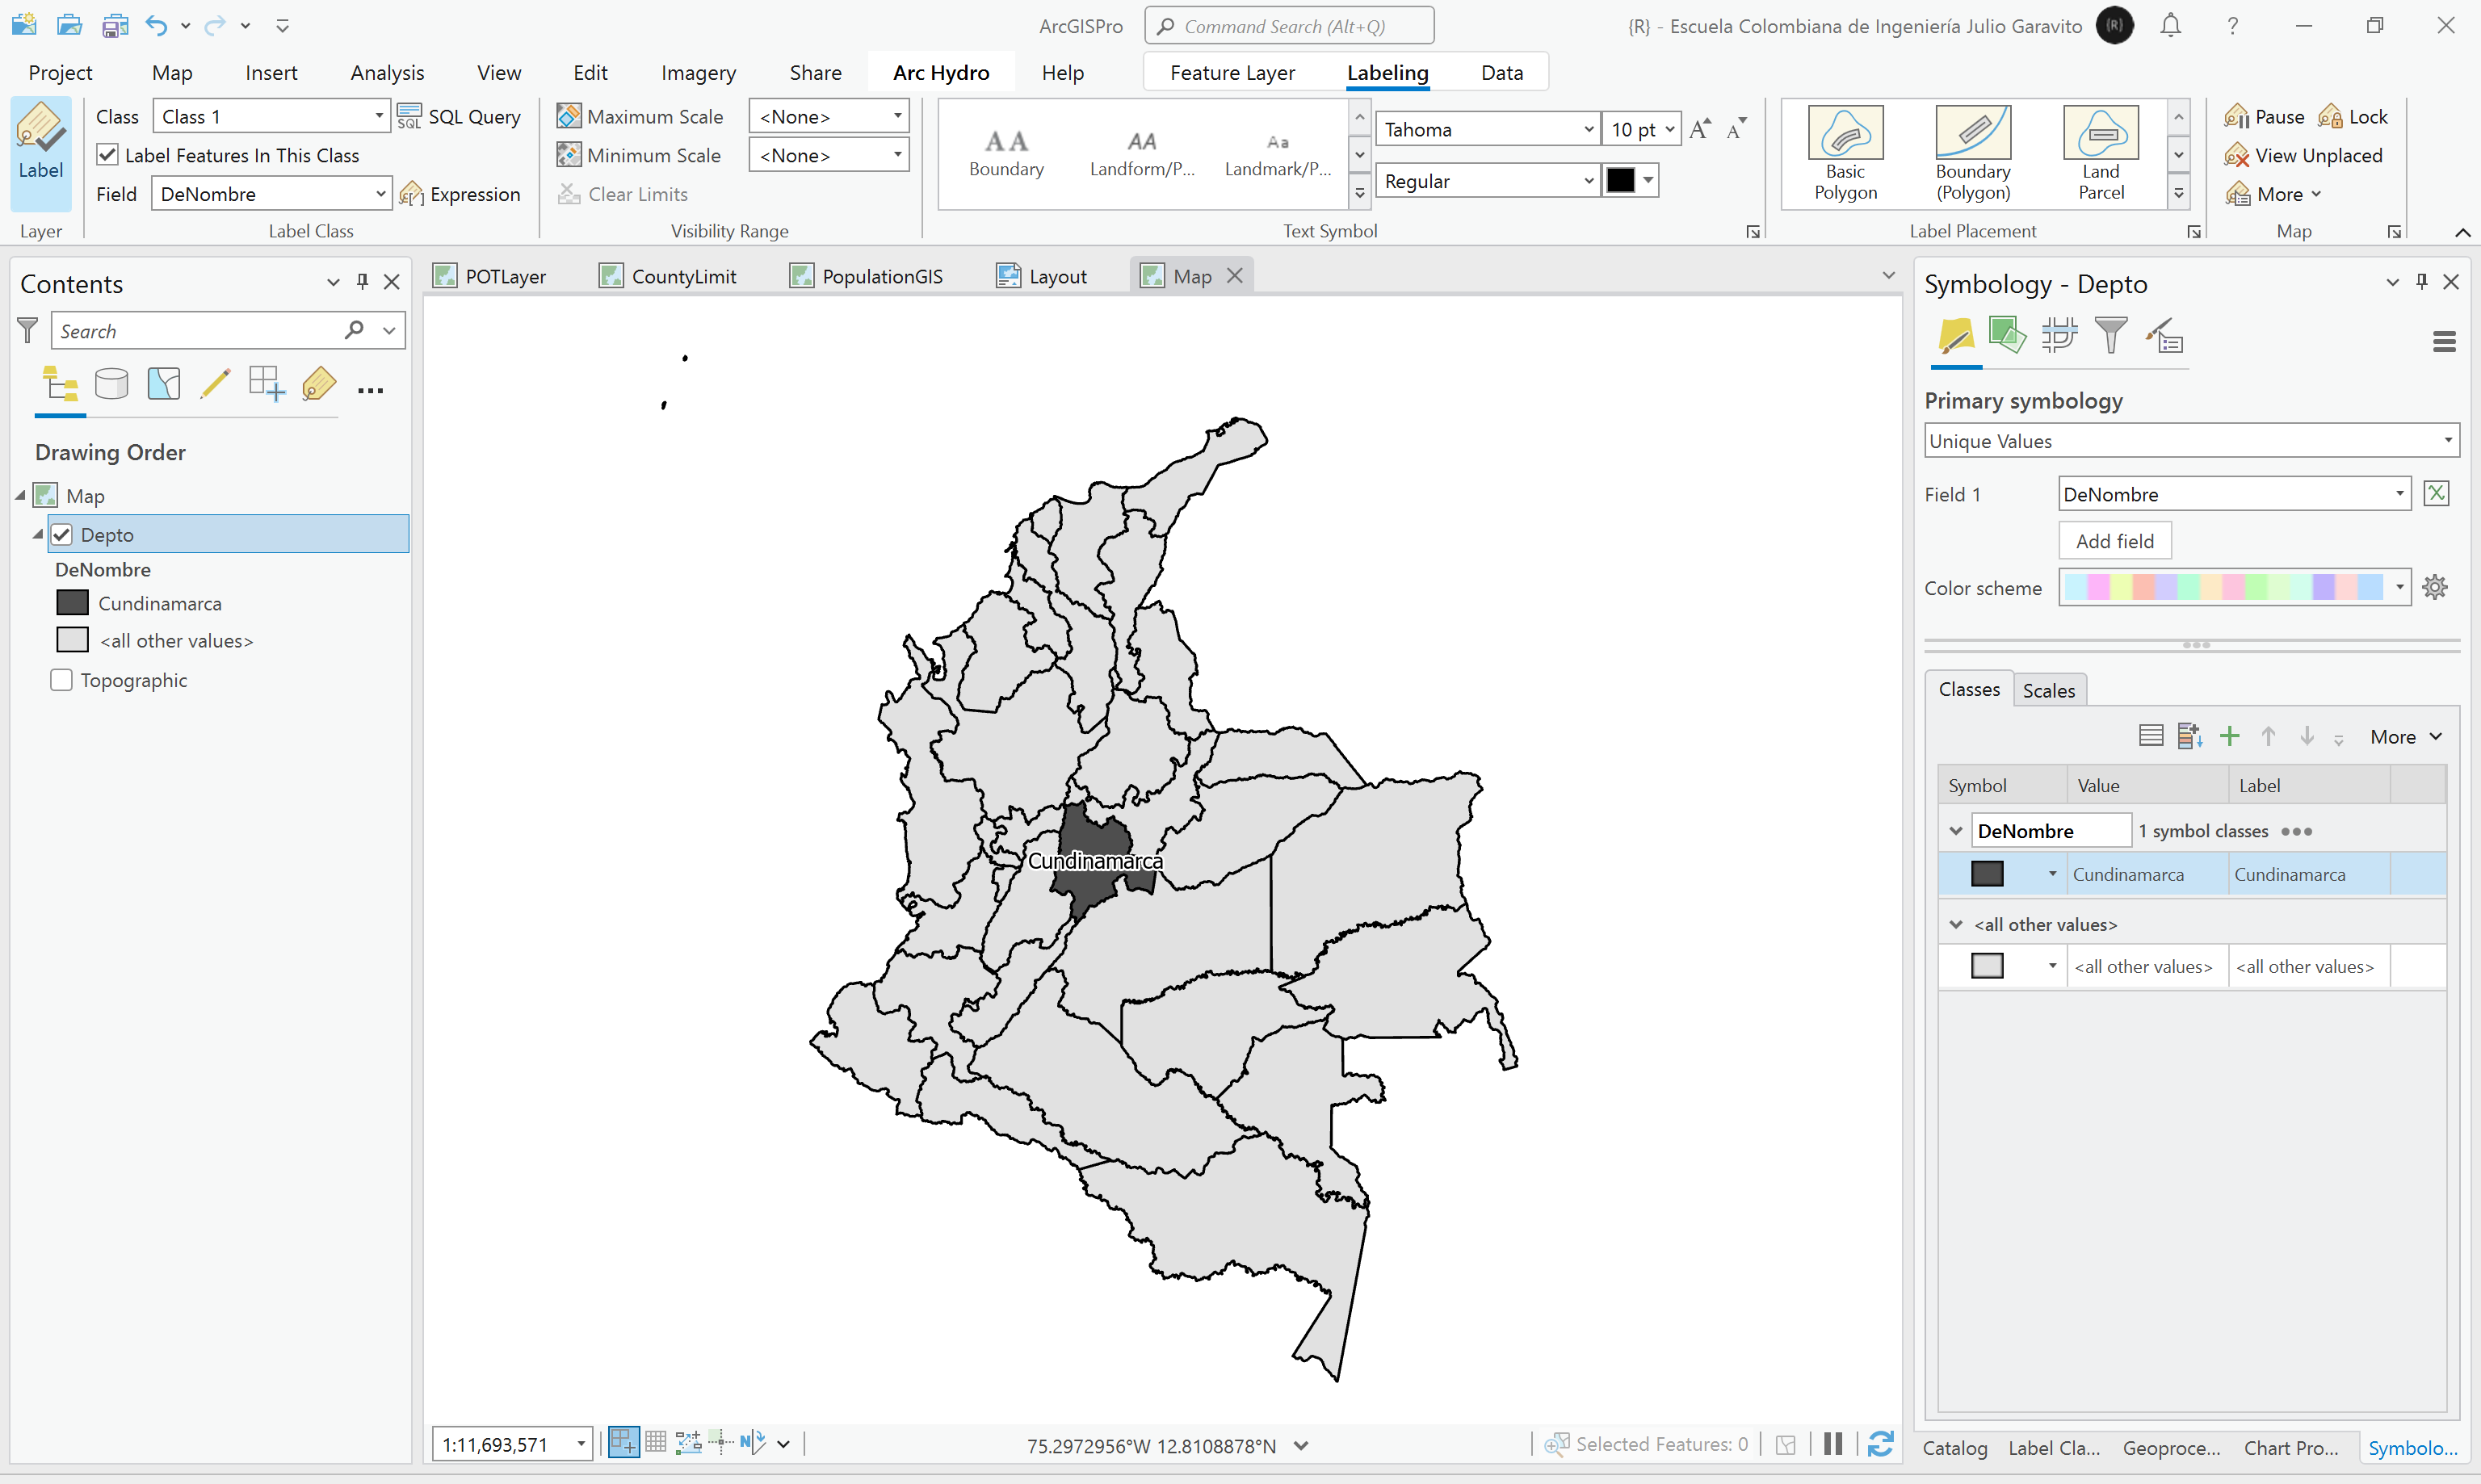 ArcGISPro
Command Search (Alt+Q)
{R} - Escuela Colombiana de Ingeniería Julio Garavito
{R}
?
Project
Map
Insert
Analysis
View
Edit
Imagery
Share
Arc Hydro
Help
Feature Layer
Labeling
Data
Label
Layer
Class
Class 1
SQL
SQL Query
Label Features In This Class
Field
DeNombre
Expression
Label Class
Maximum Scale
<None>
Minimum Scale
<None>
Clear Limits
Visibility Range
AA
Boundary
AA
Landform/P...
Aa
Landmark/P...
Tahoma
10 pt
A
A
Regular
Text Symbol
Basic
Polygon
Boundary
(Polygon)
Land
Parcel
Label Placement
Pause
Lock
View Unplaced
More
Map
Contents
Search
Drawing Order
Map
Depto
DeNombre
Cundinamarca
<all other values>
Topographic
POTLayer
CountyLimit
PopulationGIS
Layout
Map
Cundinamarca
1:11,693,571
N
75.2972956°W 12.8108878°N
Selected Features: 0
Symbology - Depto
Primary symbology
Unique Values
Field 1
DeNombre
Add field
Color scheme
Classes
Scales
More
Symbol
Value
Label
DeNombre
1 symbol classes
Cundinamarca
Cundinamarca
<all other values>
<all other values>
<all other values>
Catalog
Label Cla...
Geoproce...
Chart Pro...
Symbolo...